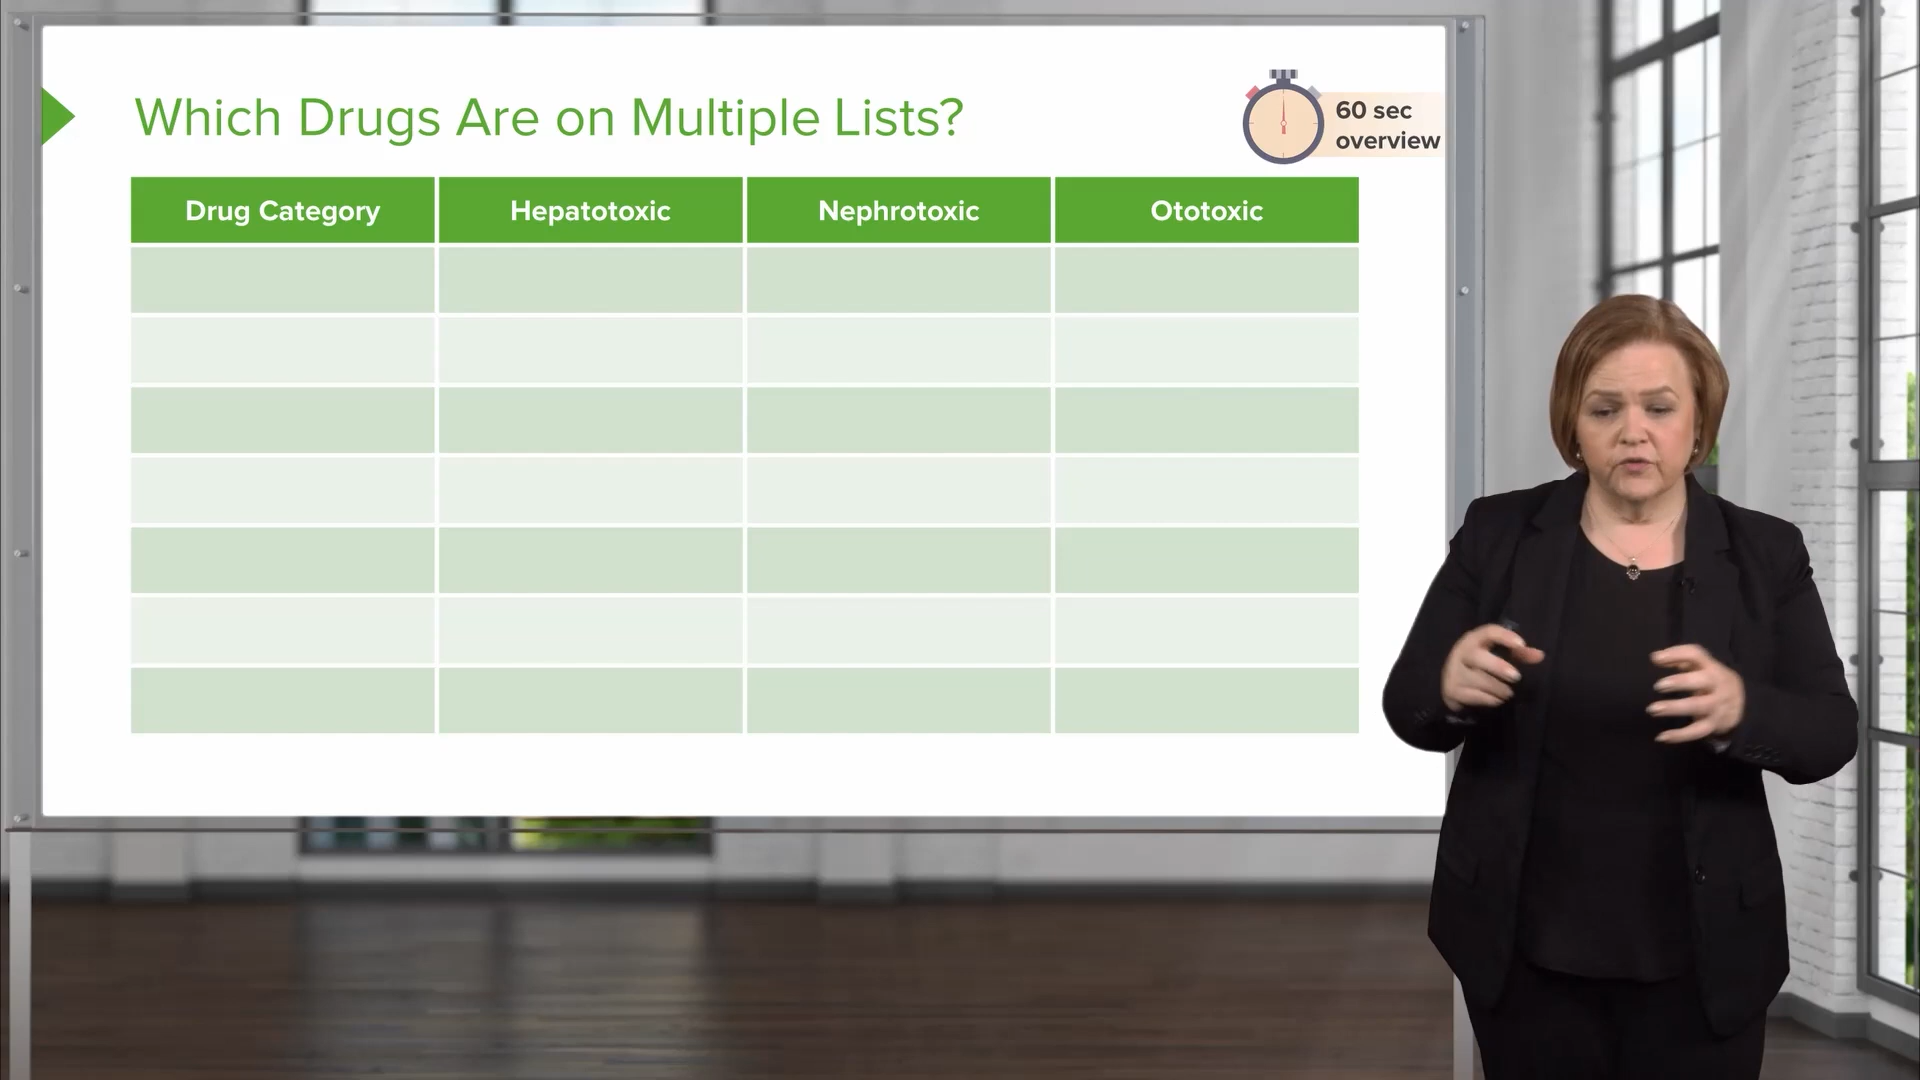 Which Drugs Are on Multiple Lists?
60 sec
overview
Drug Category Hepatotoxic Nephrotoxic Ototoxic